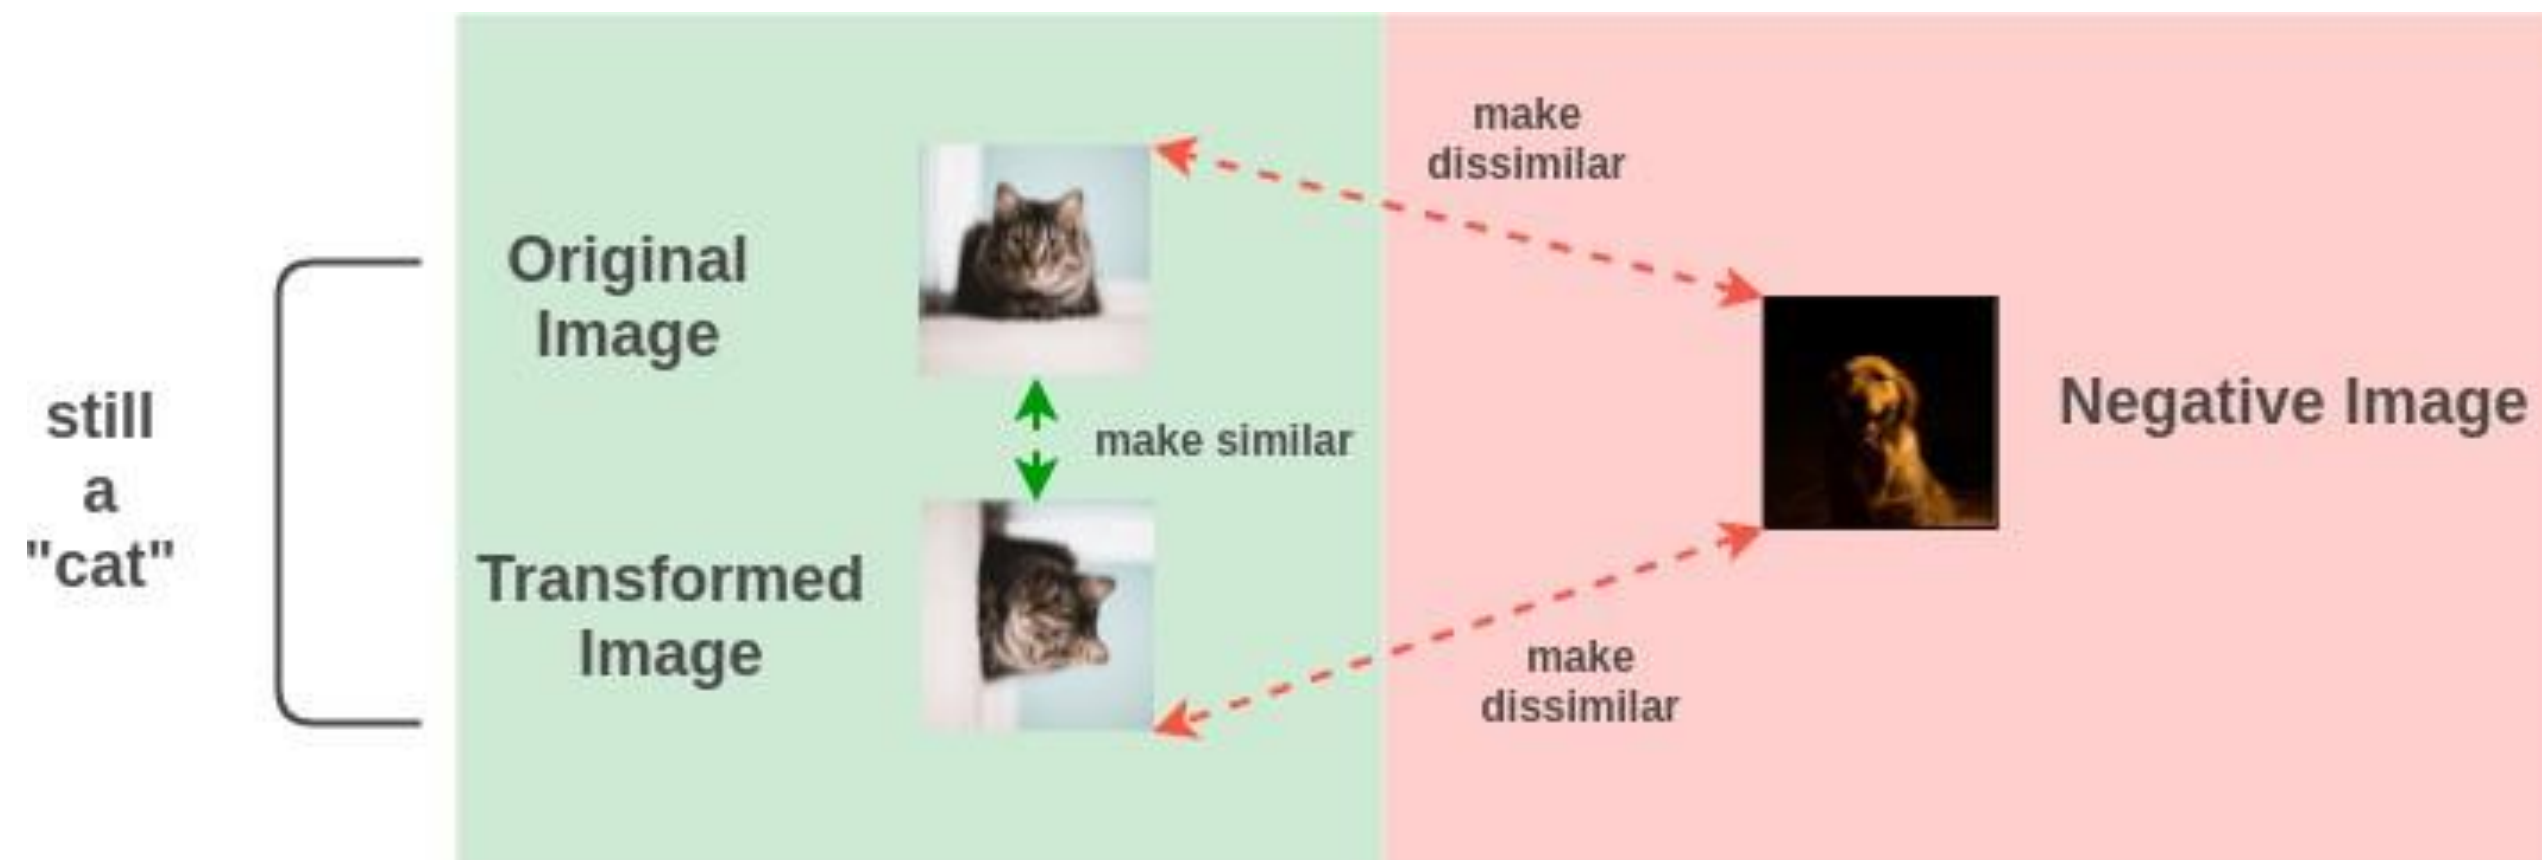 still
a
"cat"
Original
Image
make similar
Transformed
Image
make
dissimilar
make
dissimilar
Negative Image